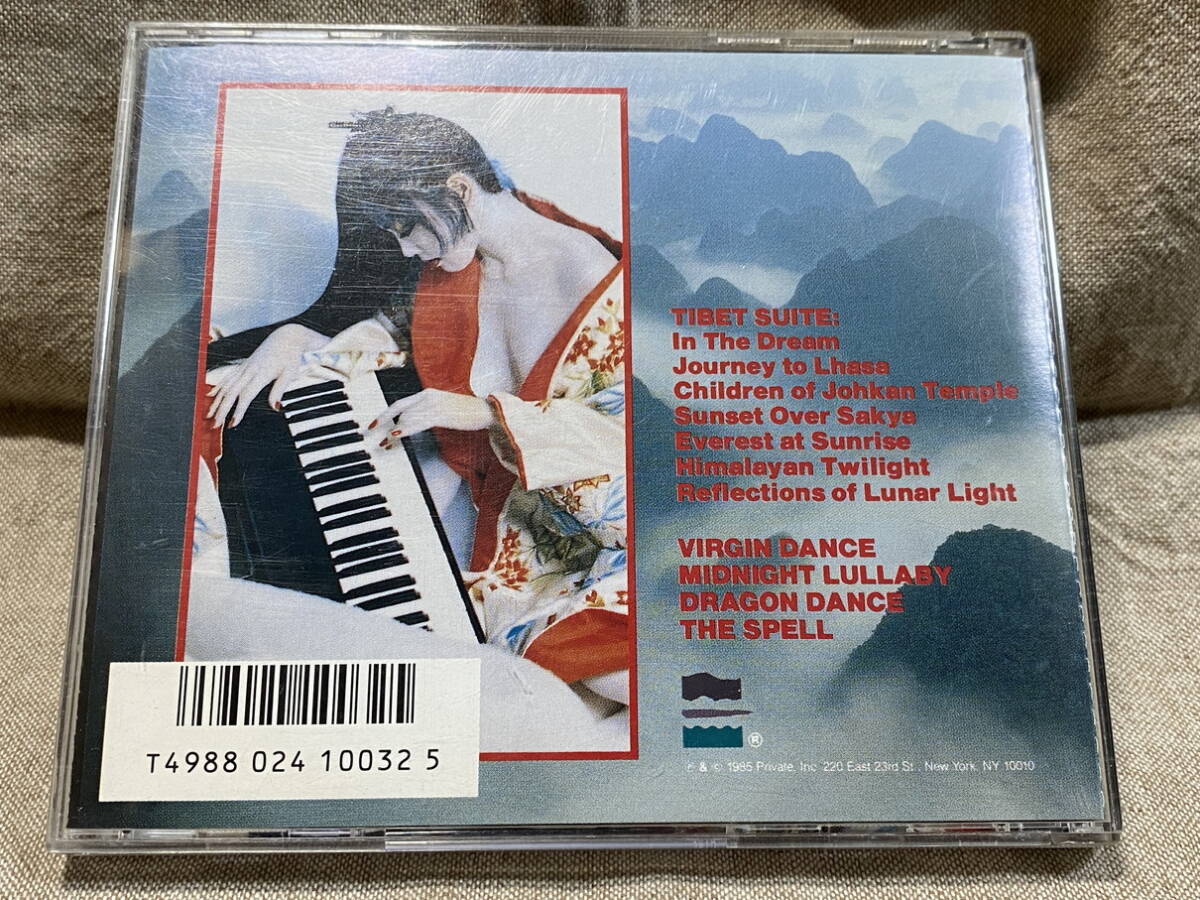 TIBET SUITE:
In The Dream
Journey to Lhasa
Children of Johkan Temple
Sunset Over Sakya
Everest at Sunrise
Himalayan Twilight
Reflections of Lunar Light
VIRGIN DANCE
MIDNIGHT LULLABY
DRAGON DANCE
THE SPELL
®
℗ & © 1985 Private, Inc. 220 East 23rd St., New York, NY 10010
T4988 024 10032 5